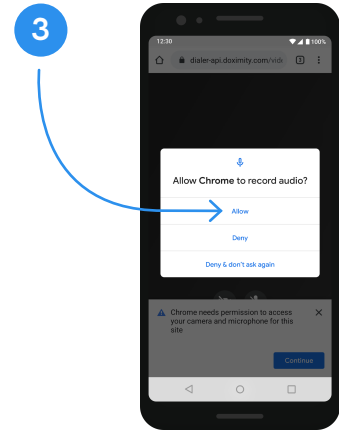 3
12:30
100%
dialer-api.doximity.com/vide
3
Allow Chrome to record audio?
Allow
Deny
Deny & don't ask again
Chrome needs permission to access
your camera and microphone for this
site
Continue